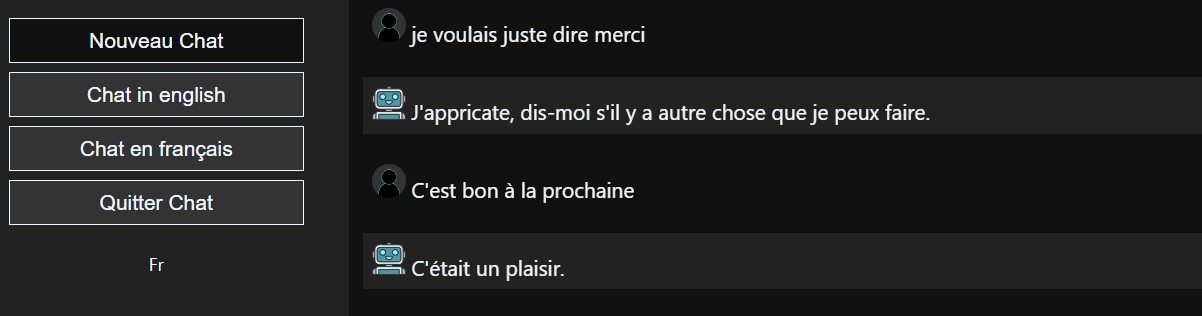 Nouveau Chat
Chat in english
Chat en français
Quitter Chat
Fr
je voulais juste dire merci
J'appricate, dis-moi s'il y a autre chose que je peux faire.
C'est bon à la prochaine
C'était un plaisir.